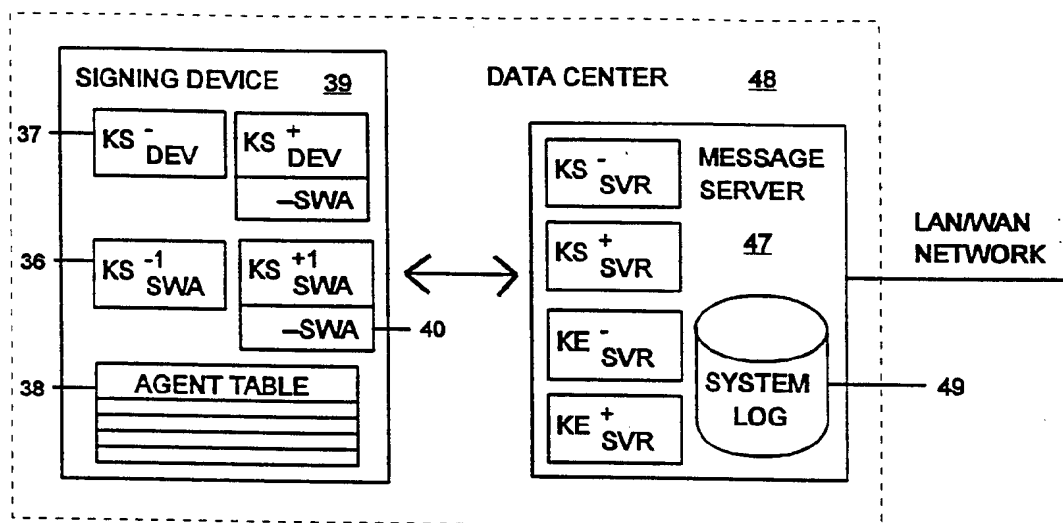 SIGNING DEVICE 39
37
KS - DEV
KS + DEV
–SWA
36
KS -1 SWA
KS +1 SWA
–SWA
40
38
AGENT TABLE
DATA CENTER 48
KS - SVR
KS + SVR
KE - SVR
KE + SVR
MESSAGE
SERVER
47
SYSTEM
LOG
49
LAN/WAN
NETWORK